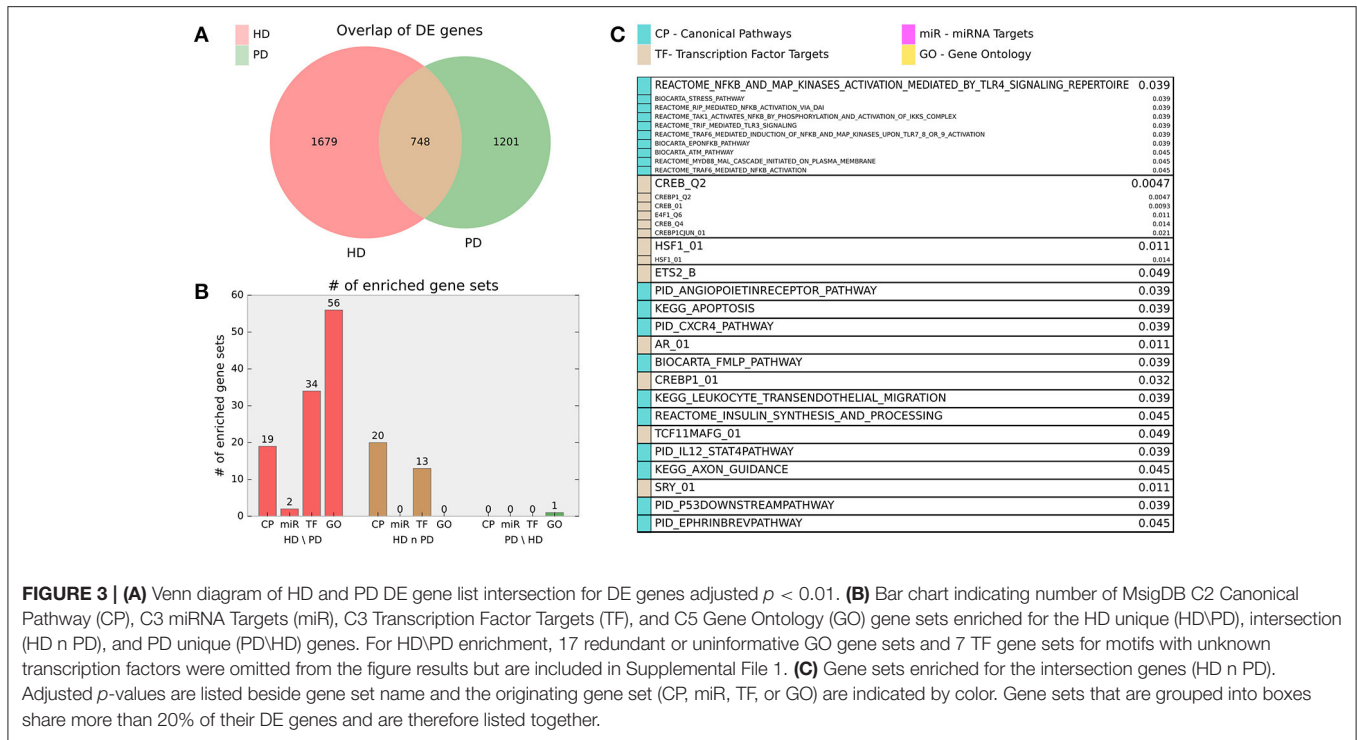 A
Overlap of DE genes
HD
PD
1679
748
1201
HD
PD
B
# of enriched gene sets
# of enriched gene sets
60
50
40
30
20
10
0
19
2
34
56
20
0
13
0
0
0
0
1
CP miR TF GO
CP miR TF GO
CP miR TF GO
HD \ PD
HD n PD
PD \ HD
C
CP - Canonical Pathways
miR - miRNA Targets
TF- Transcription Factor Targets
GO - Gene Ontology
REACTOME_NFKB_AND_MAP_KINASES_ACTIVATION_MEDIATED_BY_TLR4_SIGNALING_REPERTOIRE 0.039
BIOCARTA_STRESS_PATHWAY 0.039
REACTOME_RIP_MEDIATED_NFKB_ACTIVATION_VIA_DAI 0.039
REACTOME_TAK1_ACTIVATES_NFKB_BY_PHOSPHORYLATION_AND_ACTIVATION_OF_IKKS_COMPLEX 0.039
REACTOME_TRIF_MEDIATED_TLR3_SIGNALING 0.039
REACTOME_TRAF6_MEDIATED_INDUCTION_OF_NFKB_AND_MAP_KINASES_UPON_TLR7_8_OR_9_ACTIVATION 0.039
BIOCARTA_EPONFKB_PATHWAY 0.039
BIOCARTA_ATM_PATHWAY 0.045
REACTOME_MYD88_MAL_CASCADE_INITIATED_ON_PLASMA_MEMBRANE 0.045
REACTOME_TRAF6_MEDIATED_NFKB_ACTIVATION 0.045
CREB_Q2 0.0047
CREBP1_Q2 0.0047
CREB_01 0.0093
E4F1_Q6 0.011
CREB_Q4 0.014
CREBP1CJUN_01 0.021
HSF1_01 0.011
HSF1_01 0.014
ETS2_B 0.049
PID_ANGIOPOIETINRECEPTOR_PATHWAY 0.039
KEGG_APOPTOSIS 0.039
PID_CXCR4_PATHWAY 0.039
AR_01 0.011
BIOCARTA_FMLP_PATHWAY 0.039
CREBP1_01 0.032
KEGG_LEUKOCYTE_TRANSENDOTHELIAL_MIGRATION 0.039
REACTOME_INSULIN_SYNTHESIS_AND_PROCESSING 0.045
TCF11MAFG_01 0.049
PID_IL12_STAT4PATHWAY 0.039
KEGG_AXON_GUIDANCE 0.045
SRY_01 0.011
PID_P53DOWNSTREAMPATHWAY 0.039
PID_EPHRINBREVPATHWAY 0.045
FIGURE 3 | (A) Venn diagram of HD and PD DE gene list intersection for DE genes adjusted p < 0.01. (B) Bar chart indicating number of MsigDB C2 Canonical
Pathway (CP), C3 miRNA Targets (miR), C3 Transcription Factor Targets (TF), and C5 Gene Ontology (GO) gene sets enriched for the HD unique (HD\PD), intersection
(HD n PD), and PD unique (PD\HD) genes. For HD\PD enrichment, 17 redundant or uninformative GO gene sets and 7 TF gene sets for motifs with unknown
transcription factors were omitted from the figure results but are included in Supplemental File 1. (C) Gene sets enriched for the intersection genes (HD n PD).
Adjusted p-values are listed beside gene set name and the originating gene set (CP, miR, TF, or GO) are indicated by color. Gene sets that are grouped into boxes
share more than 20% of their DE genes and are therefore listed together.